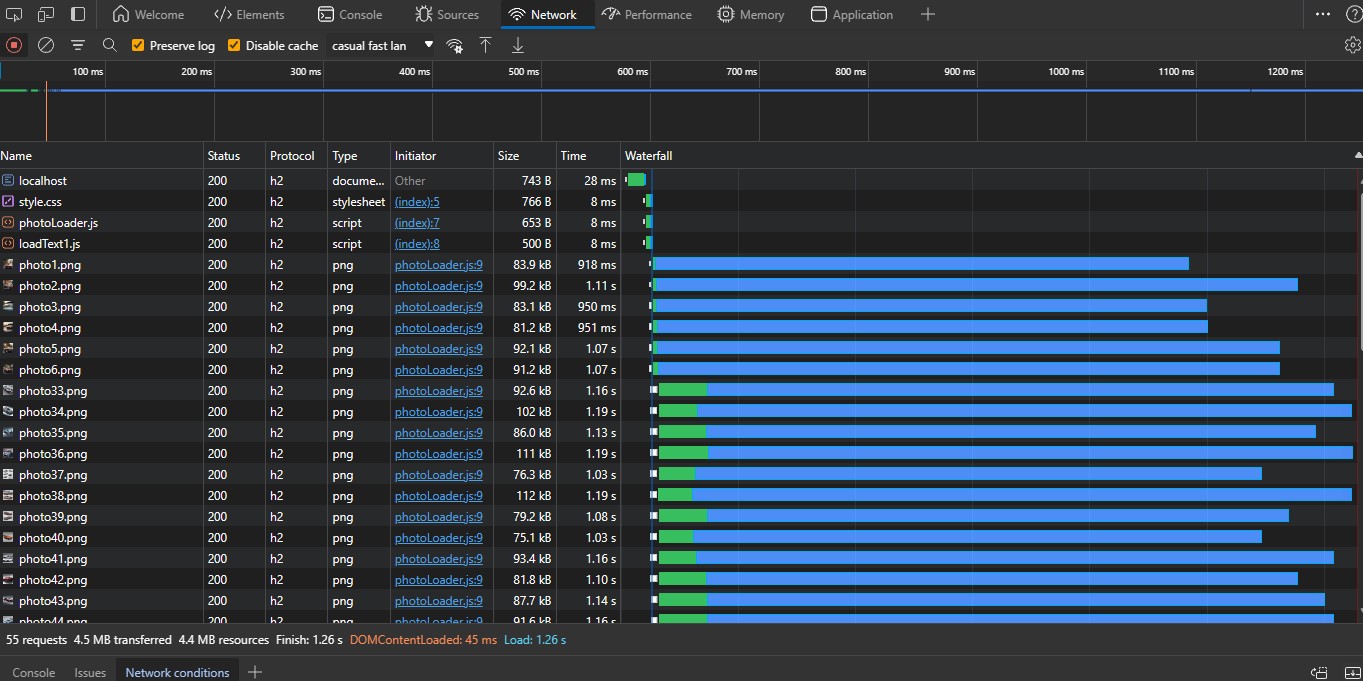 Welcome Elements Console Sources Network Performance Memory Application
Preserve log Disable cache casual fast lan
100 ms 200 ms 300 ms 400 ms 500 ms 600 ms 700 ms 800 ms 900 ms 1000 ms 1100 ms 1200 ms
Name Status Protocol Type Initiator Size Time Waterfall
localhost 200 h2 docume... Other 743 B 28 ms
style.css 200 h2 stylesheet (index):5 766 B 8 ms
photoLoader.js 200 h2 script (index):7 653 B 8 ms
loadText1.js 200 h2 script (index):8 500 B 8 ms
photo1.png 200 h2 png photoLoader.js:9 83.9 kB 918 ms
photo2.png 200 h2 png photoLoader.js:9 99.2 kB 1.11 s
photo3.png 200 h2 png photoLoader.js:9 83.1 kB 950 ms
photo4.png 200 h2 png photoLoader.js:9 81.2 kB 951 ms
photo5.png 200 h2 png photoLoader.js:9 92.1 kB 1.07 s
photo6.png 200 h2 png photoLoader.js:9 91.2 kB 1.07 s
photo33.png 200 h2 png photoLoader.js:9 92.6 kB 1.16 s
photo34.png 200 h2 png photoLoader.js:9 102 kB 1.19 s
photo35.png 200 h2 png photoLoader.js:9 86.0 kB 1.13 s
photo36.png 200 h2 png photoLoader.js:9 111 kB 1.19 s
photo37.png 200 h2 png photoLoader.js:9 76.3 kB 1.03 s
photo38.png 200 h2 png photoLoader.js:9 112 kB 1.19 s
photo39.png 200 h2 png photoLoader.js:9 79.2 kB 1.08 s
photo40.png 200 h2 png photoLoader.js:9 75.1 kB 1.03 s
photo41.png 200 h2 png photoLoader.js:9 93.4 kB 1.16 s
photo42.png 200 h2 png photoLoader.js:9 81.8 kB 1.10 s
photo43.png 200 h2 png photoLoader.js:9 87.7 kB 1.14 s
photo44.png 200 h2 png photoLoader.js:9 91.6 kB 1.16 s
55 requests 4.5 MB transferred 4.4 MB resources Finish: 1.26 s DOMContentLoaded: 45 ms Load: 1.26 s
Console Issues Network conditions